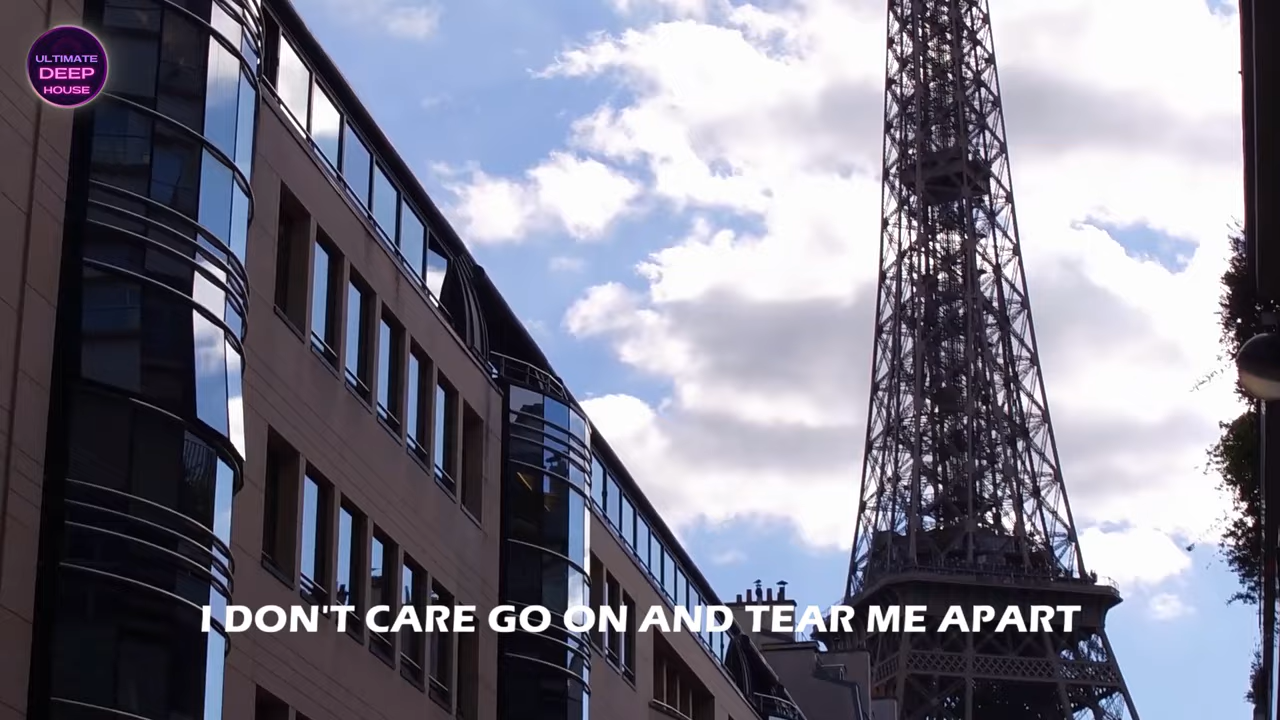 ULTIMATE
DEEP
HOUSE
I DON'T CARE GO ON AND TEAR ME APART